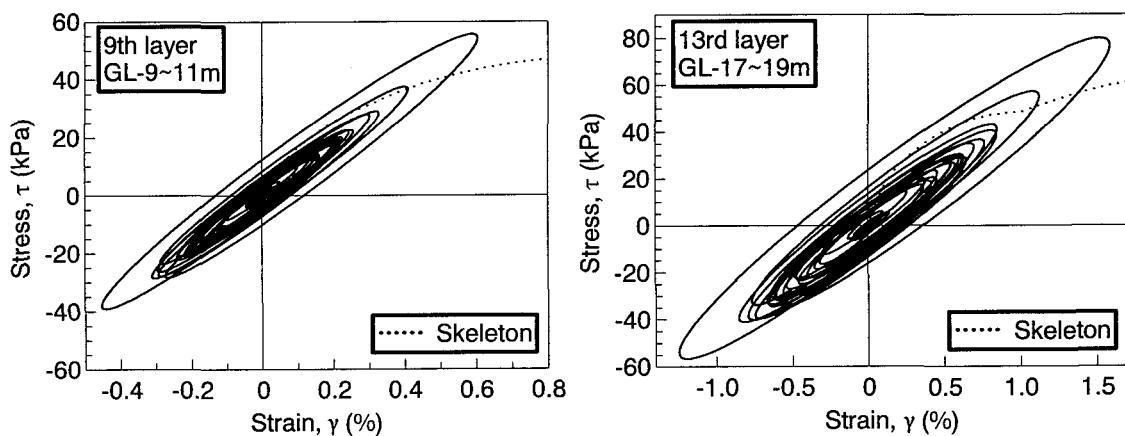 9th layer
GL-9~11m
60
40
20
0
-20
-40
-60
Stress, τ (kPa)
-0.4 -0.2 0 0.2 0.4 0.6 0.8
Strain, γ (%)
Skeleton
13rd layer
GL-17~19m
80
60
40
20
0
-20
-40
-60
Stress, τ (kPa)
-1.0 -0.5 0 0.5 1.0 1.5
Strain, γ (%)
Skeleton